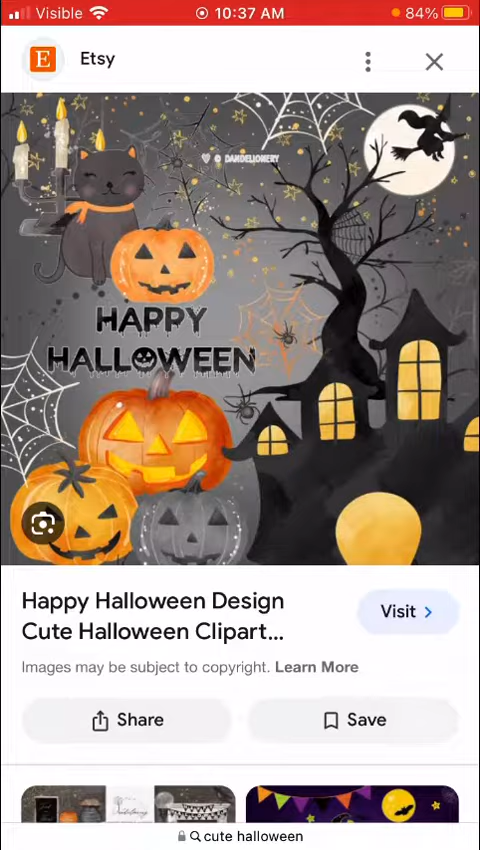 Visible 10:37 AM 84%
E Etsy
© DANDELIONERY
HAPPY
HALLOWEEN
Happy Halloween Design
Cute Halloween Clipart...
Visit >
Images may be subject to copyright. Learn More
Share
Save
cute halloween